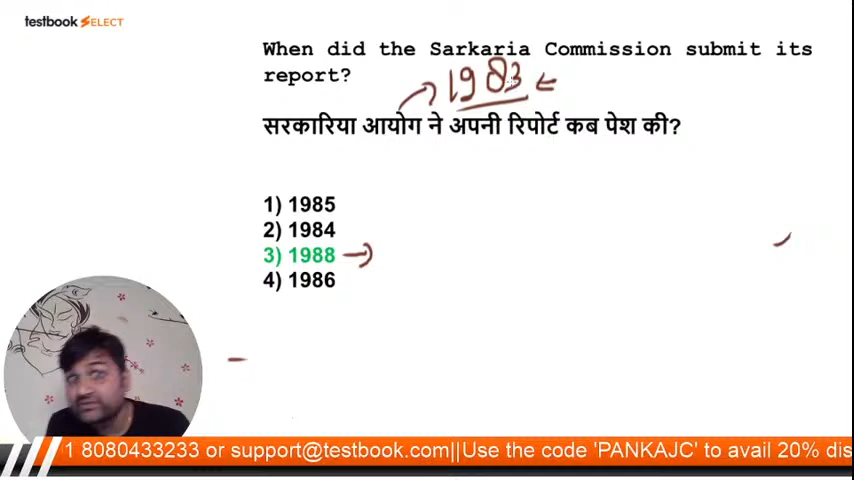 testbook SELECT
When did the Sarkaria Commission submit its
report?
1983
सरकारिया आयोग ने अपनी रिपोर्ट कब पेश की?
1) 1985
2) 1984
3) 1988
4) 1986
1 8080433233 or support@testbook.com||Use the code 'PANKAJC' to avail 20% dis